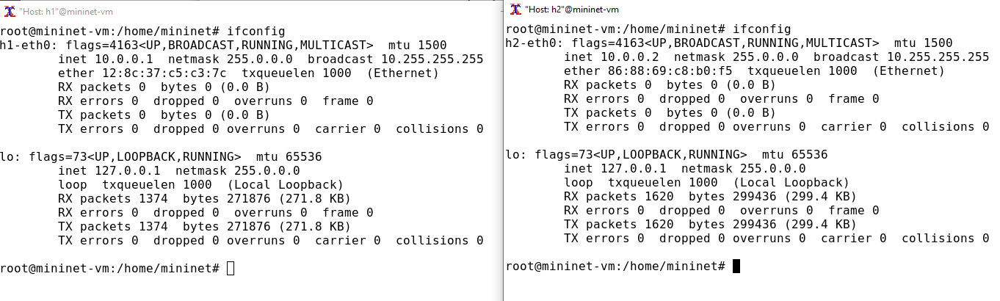 "Host: h1"@mininet-vm
root@mininet-vm:/home/mininet# ifconfig
h1-eth0: flags=4163<UP,BROADCAST,RUNNING,MULTICAST>  mtu 1500
        inet 10.0.0.1  netmask 255.0.0.0  broadcast 10.255.255.255
        ether 12:8c:37:c5:c3:7c  txqueuelen 1000  (Ethernet)
        RX packets 0  bytes 0 (0.0 B)
        RX errors 0  dropped 0  overruns 0  frame 0
        TX packets 0  bytes 0 (0.0 B)
        TX errors 0  dropped 0 overruns 0  carrier 0  collisions 0
lo: flags=73<UP,LOOPBACK,RUNNING>  mtu 65536
        inet 127.0.0.1  netmask 255.0.0.0
        loop  txqueuelen 1000  (Local Loopback)
        RX packets 1374  bytes 271876 (271.8 KB)
        RX errors 0  dropped 0  overruns 0  frame 0
        TX packets 1374  bytes 271876 (271.8 KB)
        TX errors 0  dropped 0 overruns 0  carrier 0  collisions 0
root@mininet-vm:/home/mininet#
"Host: h2"@mininet-vm
root@mininet-vm:/home/mininet# ifconfig
h2-eth0: flags=4163<UP,BROADCAST,RUNNING,MULTICAST>  mtu 1500
        inet 10.0.0.2  netmask 255.0.0.0  broadcast 10.255.255.255
        ether 86:88:69:c8:b0:f5  txqueuelen 1000  (Ethernet)
        RX packets 0  bytes 0 (0.0 B)
        RX errors 0  dropped 0  overruns 0  frame 0
        TX packets 0  bytes 0 (0.0 B)
        TX errors 0  dropped 0 overruns 0  carrier 0  collisions 0
lo: flags=73<UP,LOOPBACK,RUNNING>  mtu 65536
        inet 127.0.0.1  netmask 255.0.0.0
        loop  txqueuelen 1000  (Local Loopback)
        RX packets 1620  bytes 299436 (299.4 KB)
        RX errors 0  dropped 0  overruns 0  frame 0
        TX packets 1620  bytes 299436 (299.4 KB)
        TX errors 0  dropped 0 overruns 0  carrier 0  collisions 0
root@mininet-vm:/home/mininet#